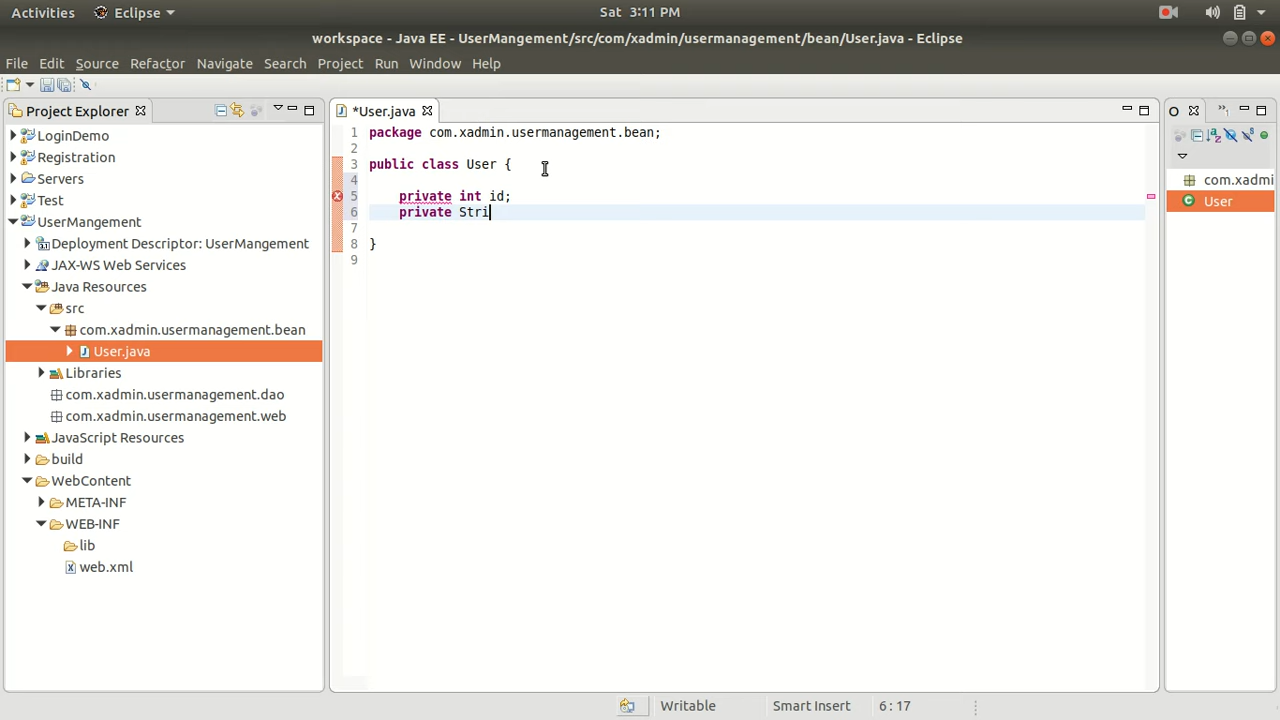 Activities Eclipse Sat 3:11 PM
workspace - Java EE - UserMangement/src/com/xadmin/usermanagement/bean/User.java - Eclipse
File Edit Source Refactor Navigate Search Project Run Window Help
Project Explorer
LoginDemo
Registration
Servers
Test
UserMangement
Deployment Descriptor: UserMangement
JAX-WS Web Services
Java Resources
src
com.xadmin.usermanagement.bean
User.java
Libraries
com.xadmin.usermanagement.dao
com.xadmin.usermanagement.web
JavaScript Resources
build
WebContent
META-INF
WEB-INF
lib
web.xml
*User.java
1 package com.xadmin.usermanagement.bean;
2
3 public class User {
4
5 private int id;
6 private Stri
7
8 }
9
com.xadmi
User
Writable Smart Insert 6 : 17